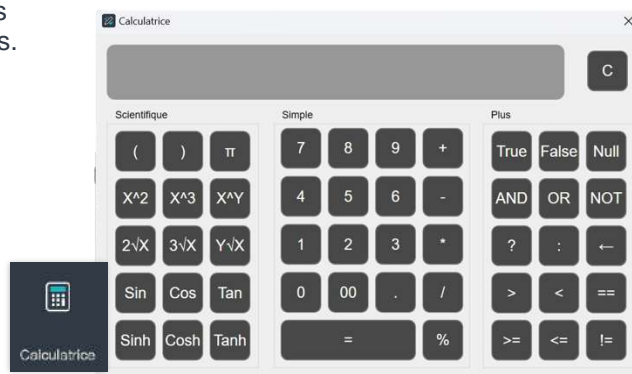 s
s.
Calculatrice
C
Scientifique Simple Plus
( ) π 7 8 9 + True False Null
X^2 X^3 X^Y 4 5 6 - AND OR NOT
2√X 3√X Y√X 1 2 3 * ? : ←
Sin Cos Tan 0 00 . / > < ==
Sinh Cosh Tanh = % >= <= !=
Calculatrice